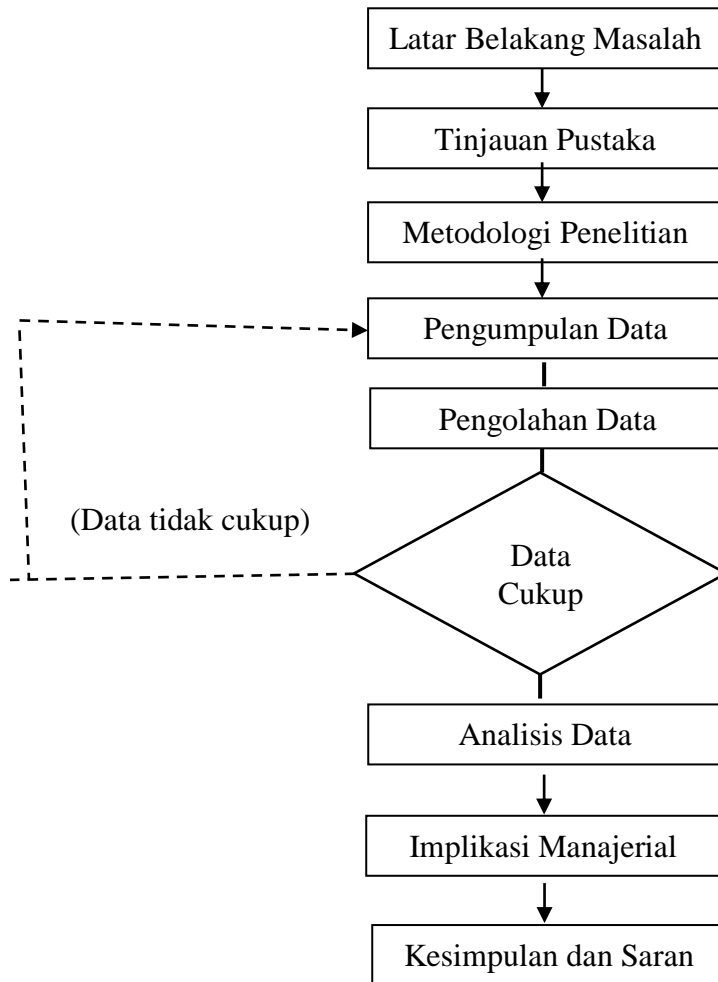 Latar Belakang Masalah
Tinjauan Pustaka
Metodologi Penelitian
Pengumpulan Data
Pengolahan Data
(Data tidak cukup)
Data
Cukup
Analisis Data
Implikasi Manajerial
Kesimpulan dan Saran